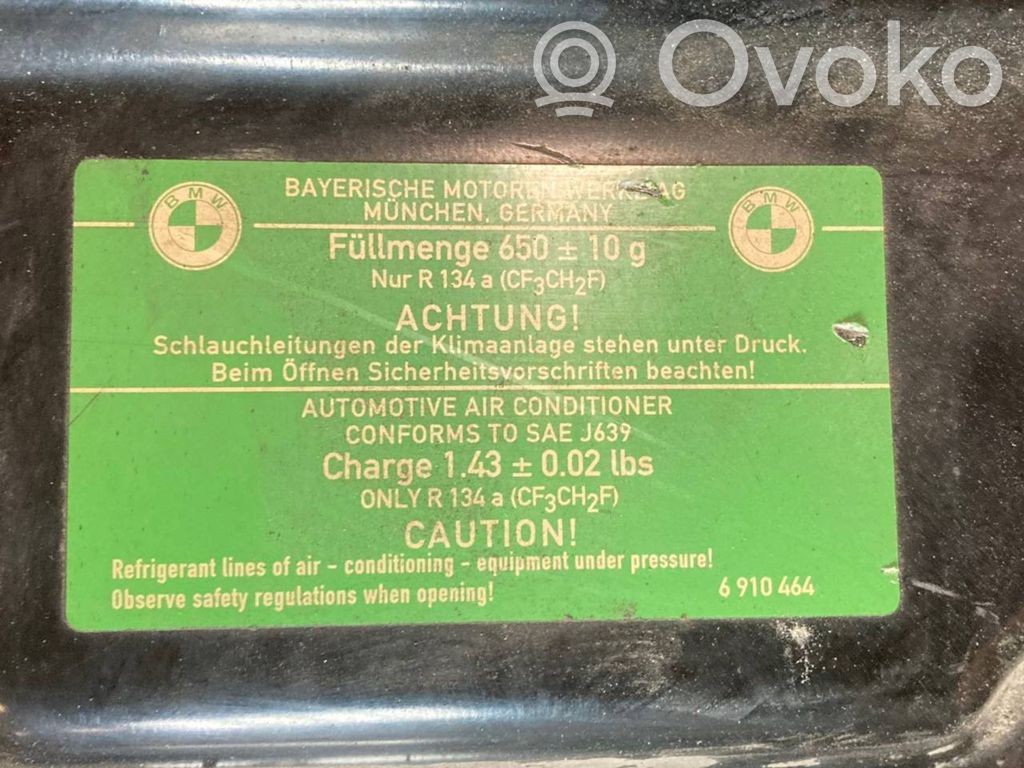 Ovoko
BMW
BMW
BAYERISCHE MOTOREN WERKE AG
MÜNCHEN, GERMANY
Füllmenge 650 ± 10 g
Nur R 134 a (CF3CH2F)
ACHTUNG!
Schlauchleitungen der Klimaanlage stehen unter Druck.
Beim Öffnen Sicherheitsvorschriften beachten!
AUTOMOTIVE AIR CONDITIONER
CONFORMS TO SAE J639
Charge 1.43 ± 0.02 lbs
ONLY R 134 a (CF3CH2F)
CAUTION!
Refrigerant lines of air - conditioning - equipment under pressure!
Observe safety regulations when opening!
6 910 464